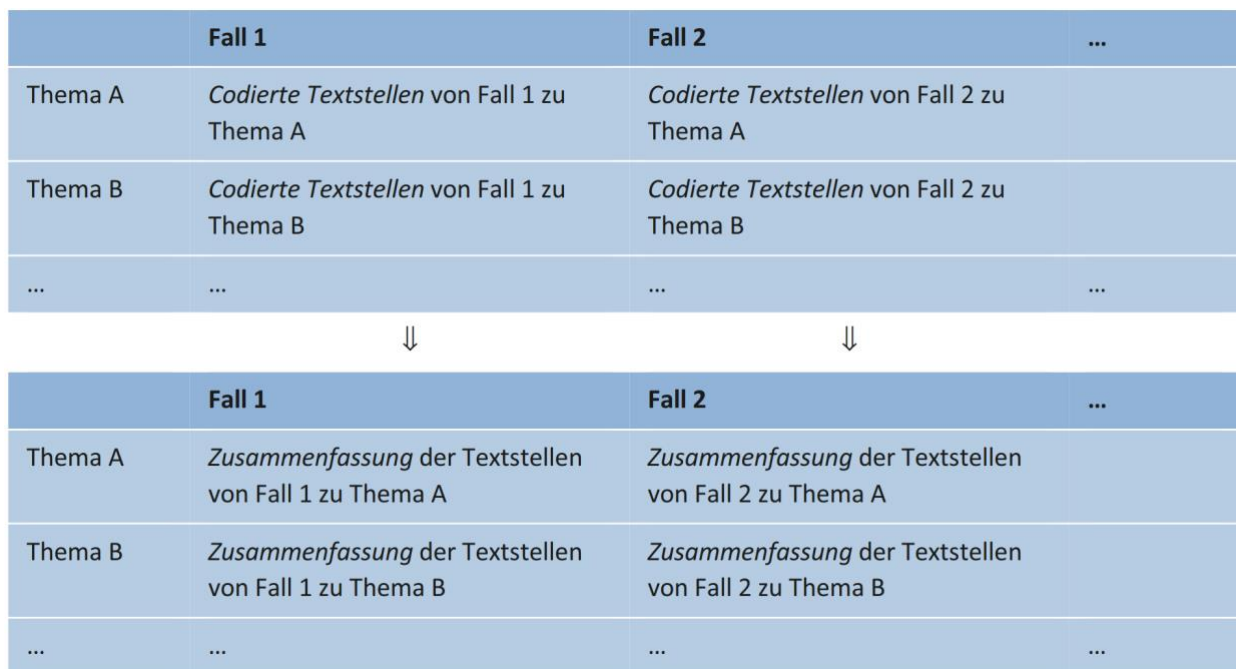 Fall 1 Fall 2 ...
Thema A Codierte Textstellen von Fall 1 zu Codierte Textstellen von Fall 2 zu
Thema A Thema A
Thema B Codierte Textstellen von Fall 1 zu Codierte Textstellen von Fall 2 zu
Thema B Thema B
... ... ... ...
⇓ ⇓
Fall 1 Fall 2 ...
Thema A Zusammenfassung der Textstellen Zusammenfassung der Textstellen
von Fall 1 zu Thema A von Fall 2 zu Thema A
Thema B Zusammenfassung der Textstellen Zusammenfassung der Textstellen
von Fall 1 zu Thema B von Fall 2 zu Thema B
... ... ... ...